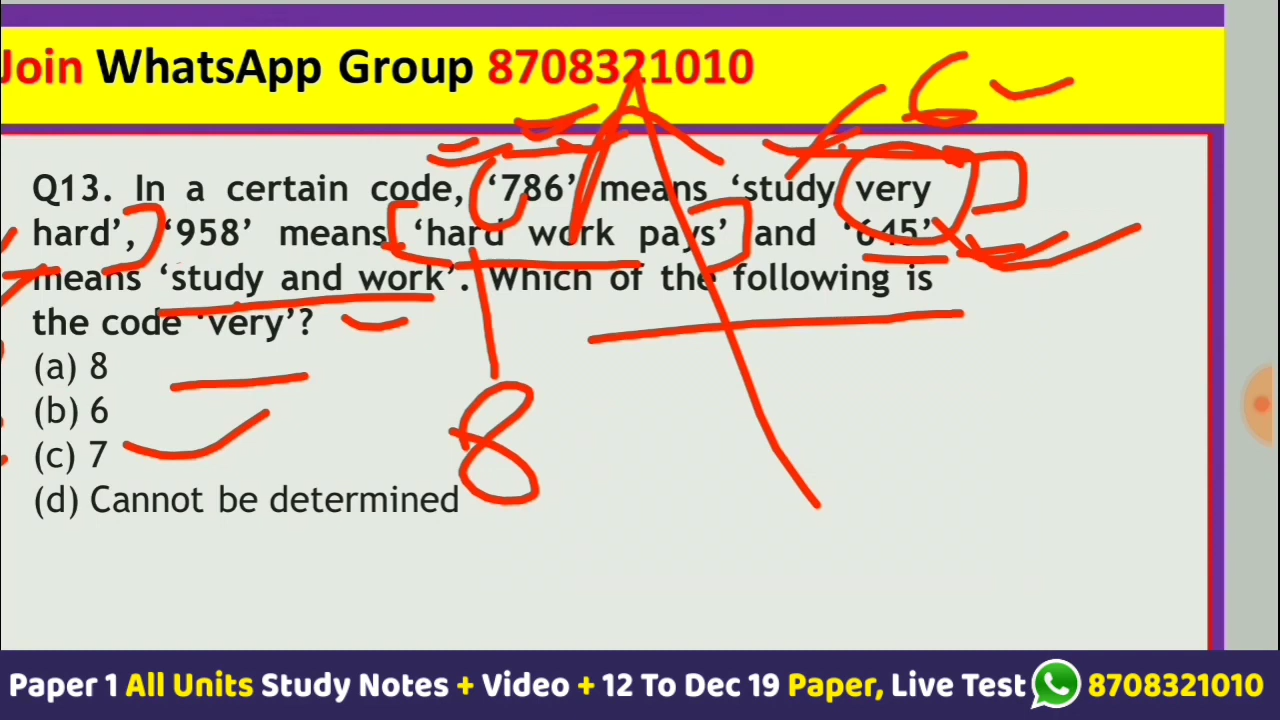 Join WhatsApp Group 8708321010
6
Q13. In a certain code, ‘786’ means ‘study very
hard’, ‘958’ means ‘hard work pays’ and ‘645’
means ‘study and work’. Which of the following is
the code ‘very’?
(a) 8
(b) 6
(c) 7
(d) Cannot be determined
8
Paper 1 All Units Study Notes + Video + 12 To Dec 19 Paper, Live Test 8708321010